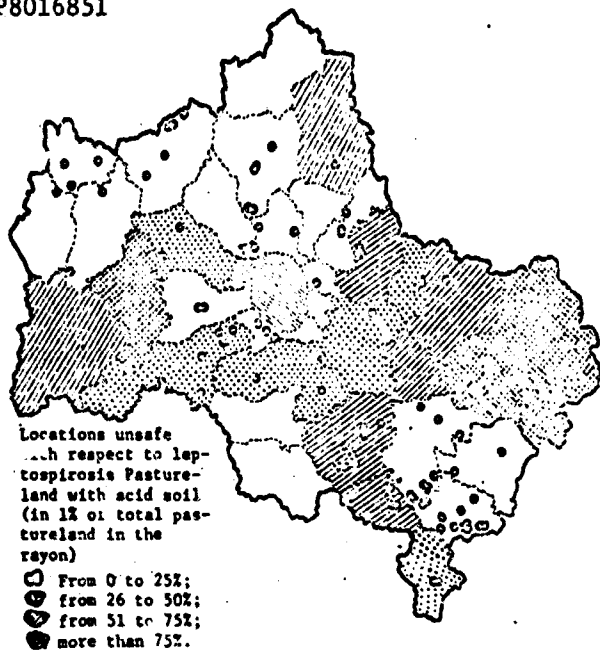 P8016851
Locations unsafe
respect to lep-
tospirosis Pasture-
land with acid soil
(in 1% of total pas-
tureland in the
rayon)
From 0 to 25%;
from 26 to 50%;
from 51 to 75%;
more than 75%.